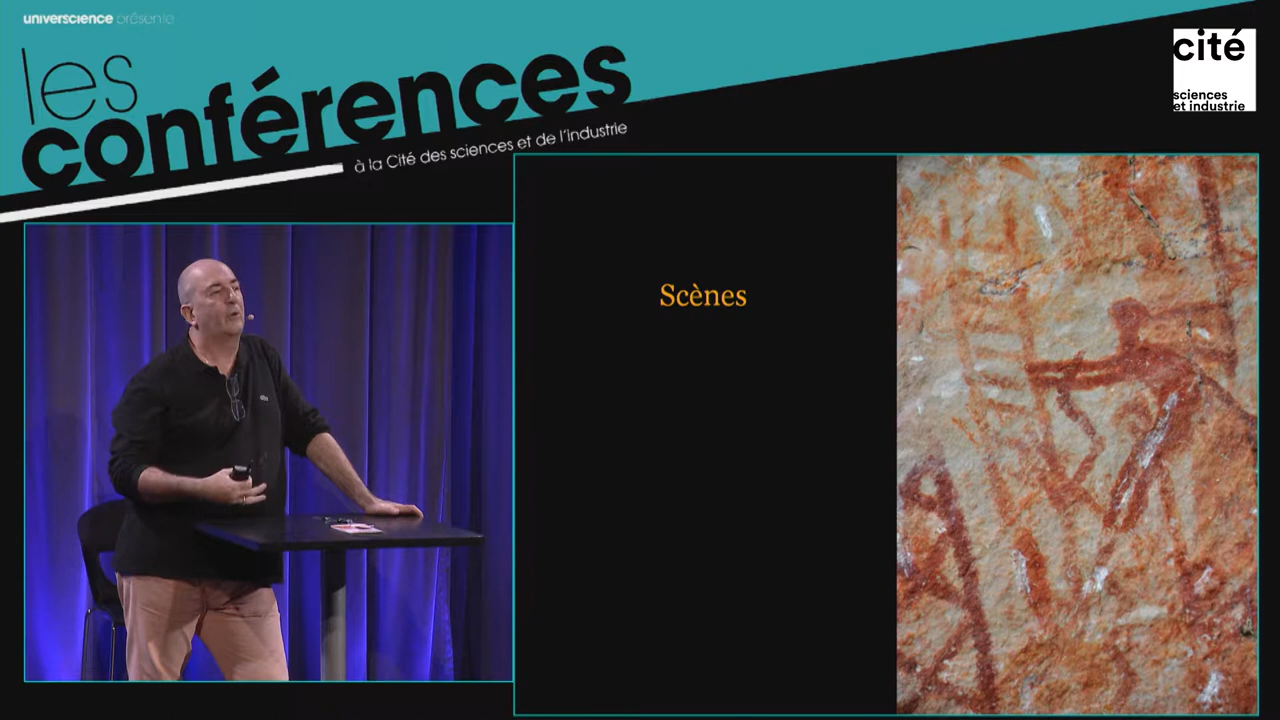 universcience présente
les
conférences
à la Cité des sciences et de l'industrie
cité
sciences
et industrie
Scènes